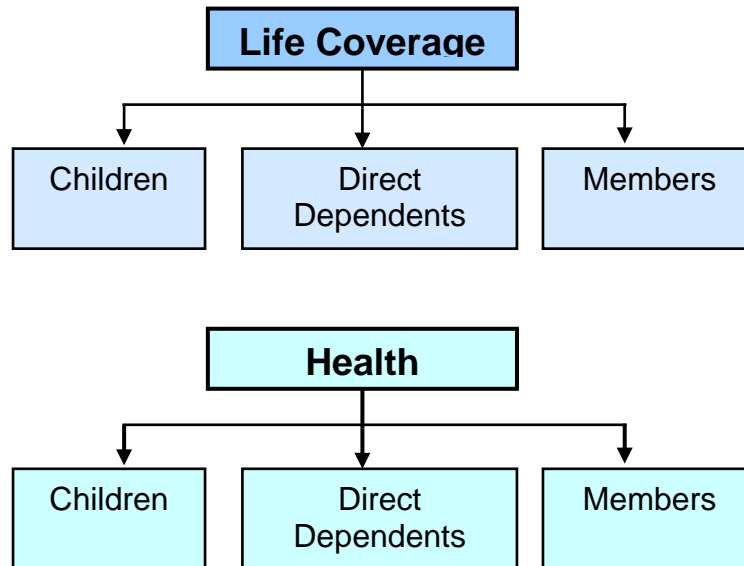 Life Coverage
Children
Direct
Dependents
Members
Health
Children
Direct
Dependents
Members